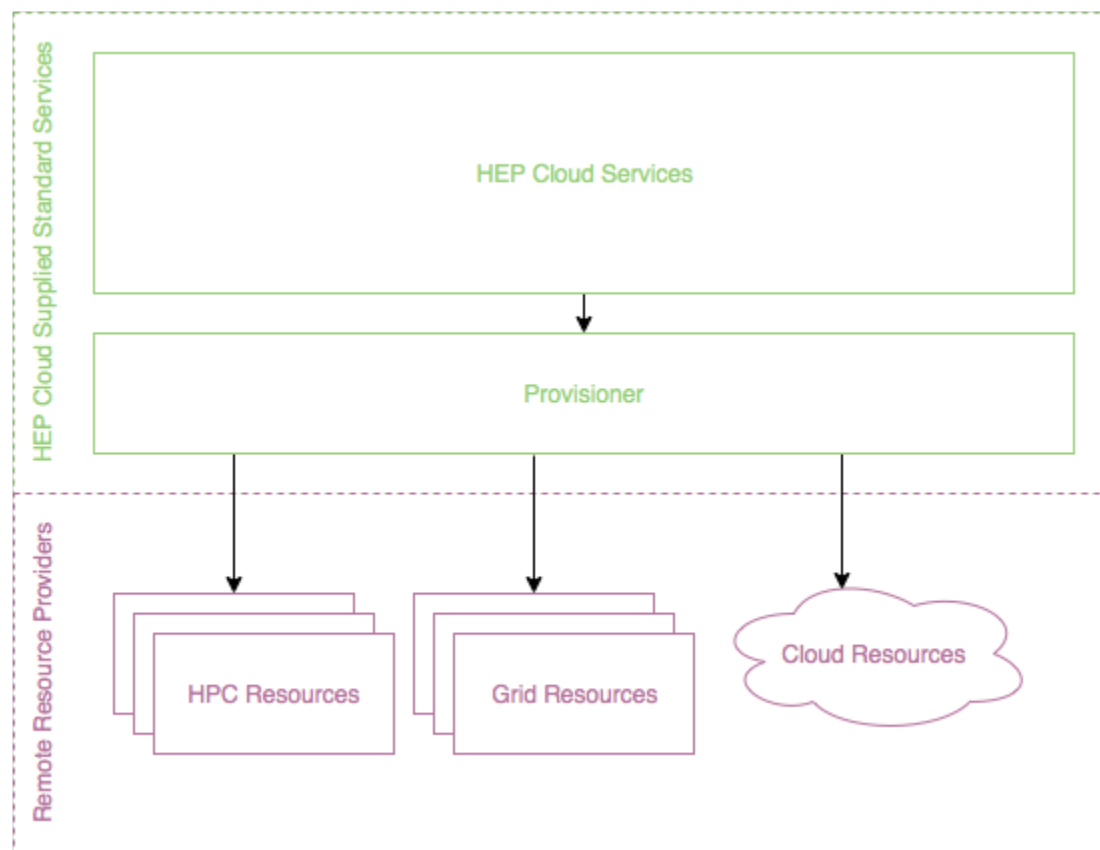 HEP Cloud Supplied Standard Services
HEP Cloud Services
Provisioner
Remote Resource Providers
HPC Resources
Grid Resources
Cloud Resources